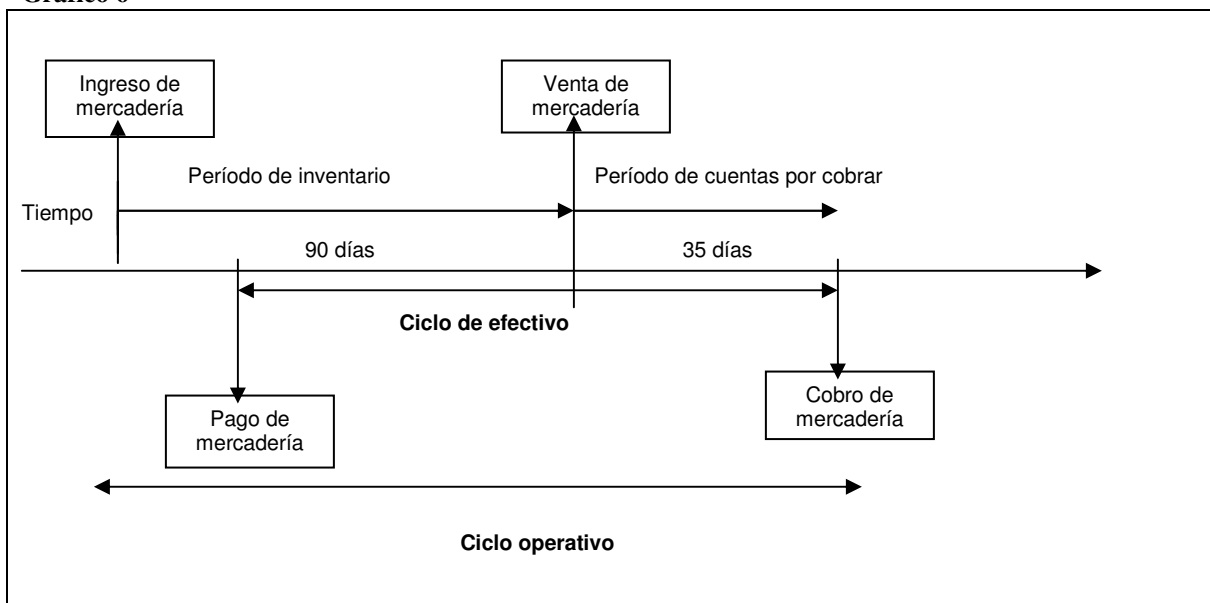 Gráfico 6
Ingreso de
mercadería
Venta de
mercadería
Período de inventario
Período de cuentas por cobrar
Tiempo
90 días
35 días
Ciclo de efectivo
Pago de
mercadería
Cobro de
mercadería
Ciclo operativo